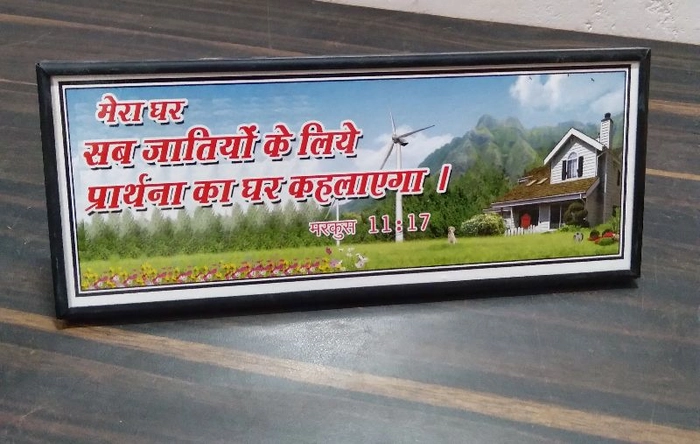 मेरा घर
सब जातियों के लिये
प्रार्थना का घर कहलाएगा ।
मरकुस 11:17